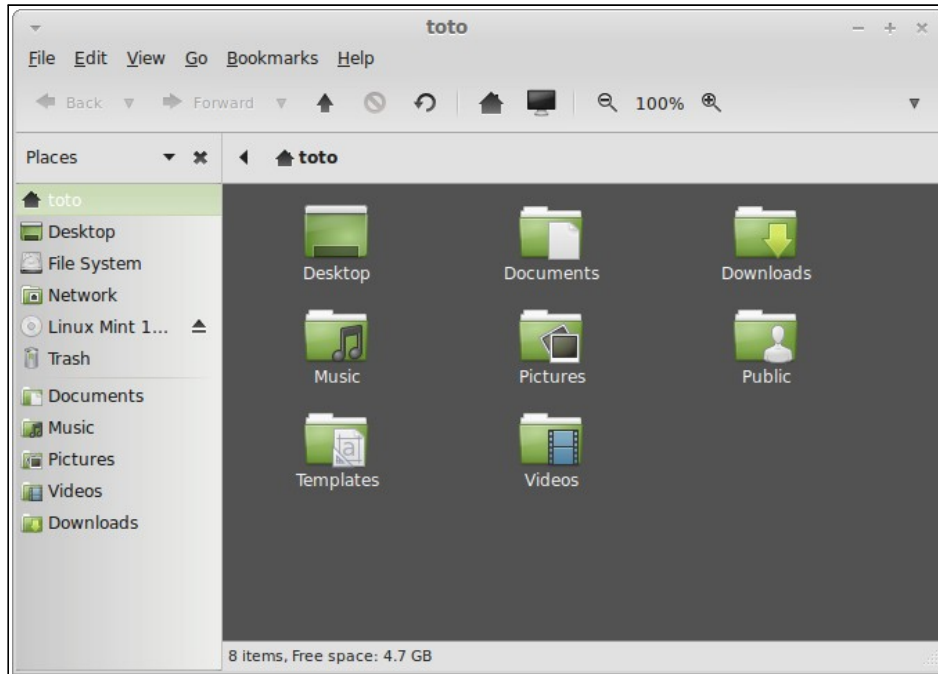 toto
File Edit View Go Bookmarks Help
Back Forward 100%
Places
toto
toto
Desktop
File System
Network
Linux Mint 1...
Trash
Documents
Music
Pictures
Videos
Downloads
Desktop Documents Downloads
Music Pictures Public
Templates Videos
8 items, Free space: 4.7 GB